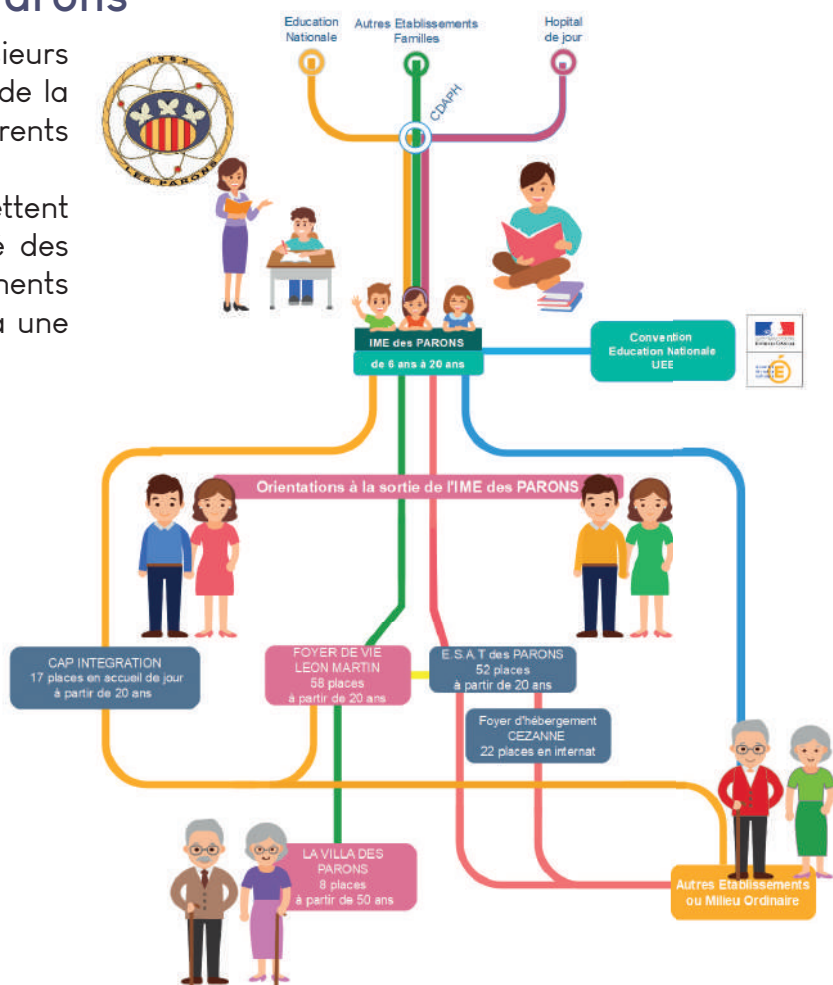 arons
ieurs
de la
rents
ettent
e des
ments
à une
1962
LES PARONS
Education
Nationale
Autres Etablissements
Familles
Hopital
de jour
CDAPH
IME des PARONS
de 6 ans à 20 ans
Convention
Education Nationale
UEE
Orientations à la sortie de l'IME des PARONS
CAP INTEGRATION
17 places en accueil de jour
à partir de 20 ans
FOYER DE VIE
LEON MARTIN
58 places
à partir de 20 ans
E.S.A.T des PARONS
52 places
à partir de 20 ans
Foyer d'hébergement
CEZANNE
22 places en internat
LA VILLA DES
PARONS
8 places
à partir de 50 ans
Autres Etablissements
ou Milieu Ordinaire